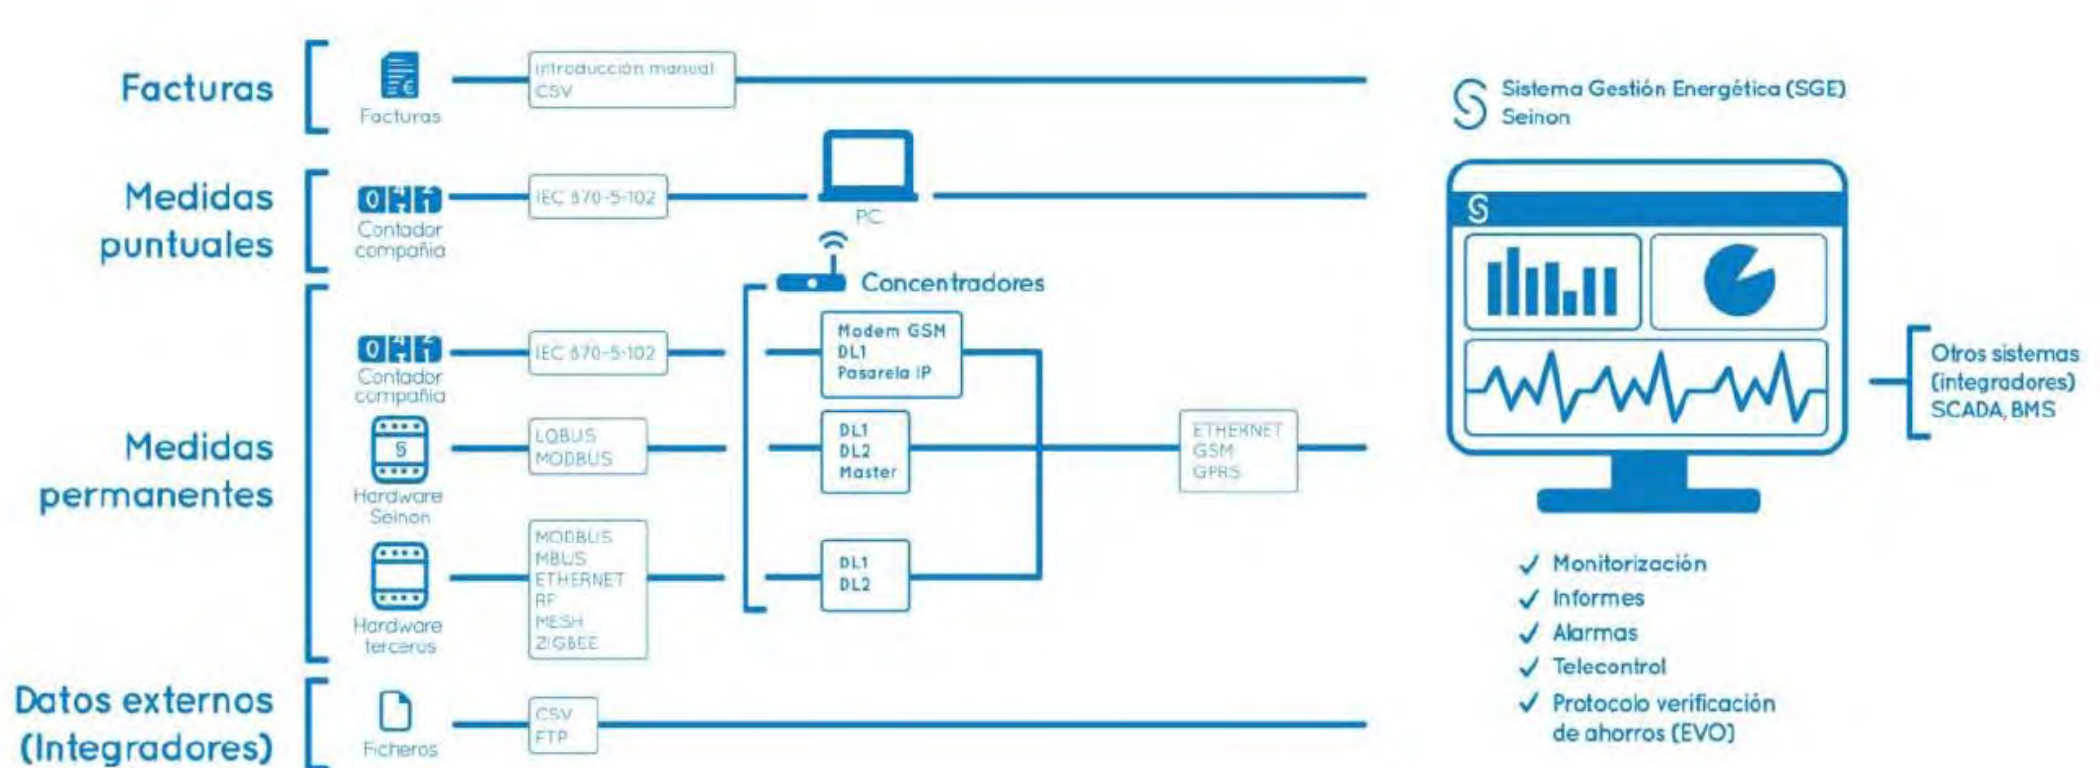 Facturas
Facturas
introducción manual
CSV
Sistema Gestión Energética (SGE)
Seinon
Medidas
puntuales
Contador
compañia
IEC 870-5-102
PC
Concentradores
Medidas
permanentes
Contador
compañia
IEC 870-5-102
Modem GSM
DL1
Pasarela IP
Hardware
Seinon
LQBUS
MODBUS
DL1
DL2
Master
Hardware
terceros
MODBUS
MBUS
ETHERNET
RF
MESH
ZIGBEE
DL1
DL2
ETHERNET
GSM
GPRS
Datos externos
(Integradores)
Ficheros
CSV
FTP
Otros sistemas
(integradores)
SCADA, BMS
Monitorización
Informes
Alarmas
Telecontrol
Protocolo verificación
de ahorros (EVO)